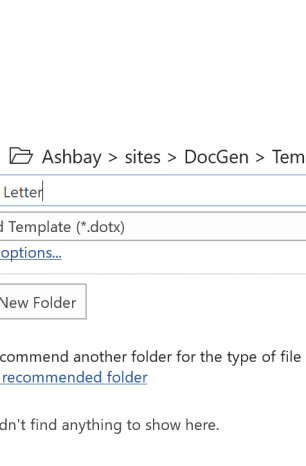 Ashbay > sites > DocGen > Tem
Letter
d Template (*.dotx)
options...
New Folder
commend another folder for the type of file
recommended folder
dn't find anything to show here.